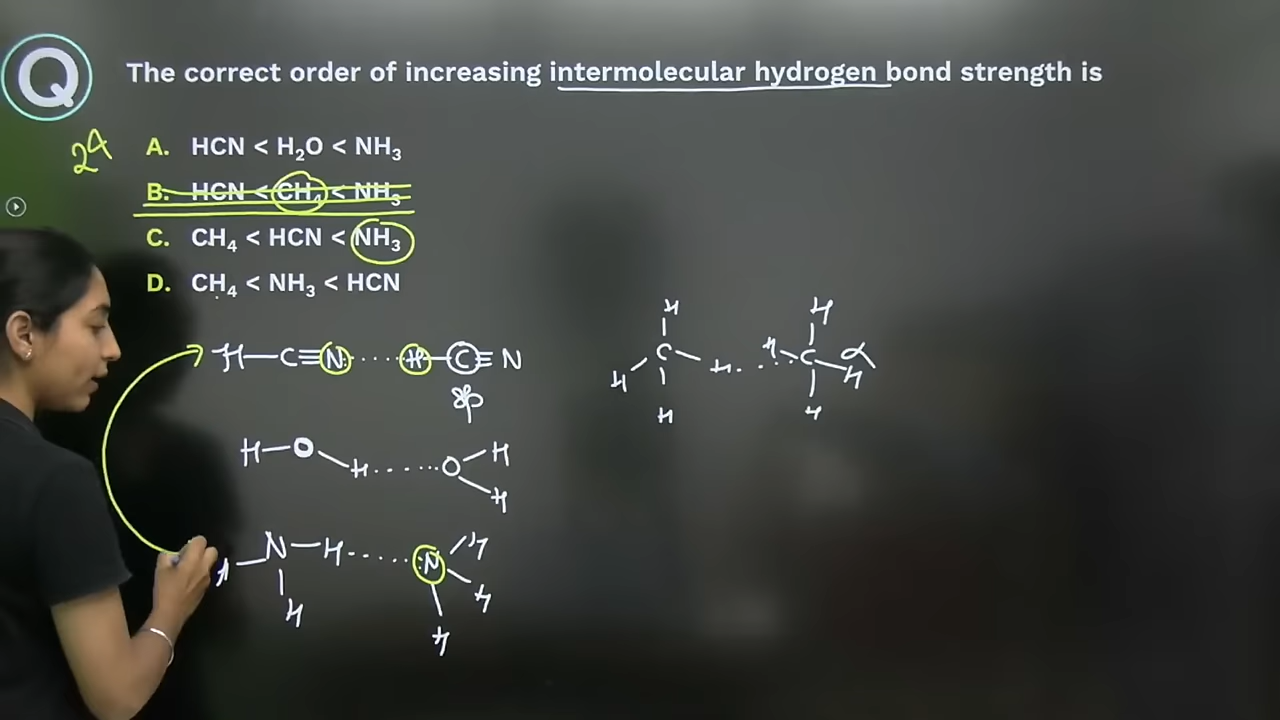 Q
The correct order of increasing intermolecular hydrogen bond strength is
24
A. HCN < H₂O < NH₃
B. HCN < CH₄ < NH₃
C. CH₄ < HCN < NH₃
D. CH₄ < NH₃ < HCN
H—C≡N: ····· H—C≡N
sp
H—O
H ····· O—H
H
N—H ····· :N—H
H H
H
H
H H
C H ····· H C
H H
H H